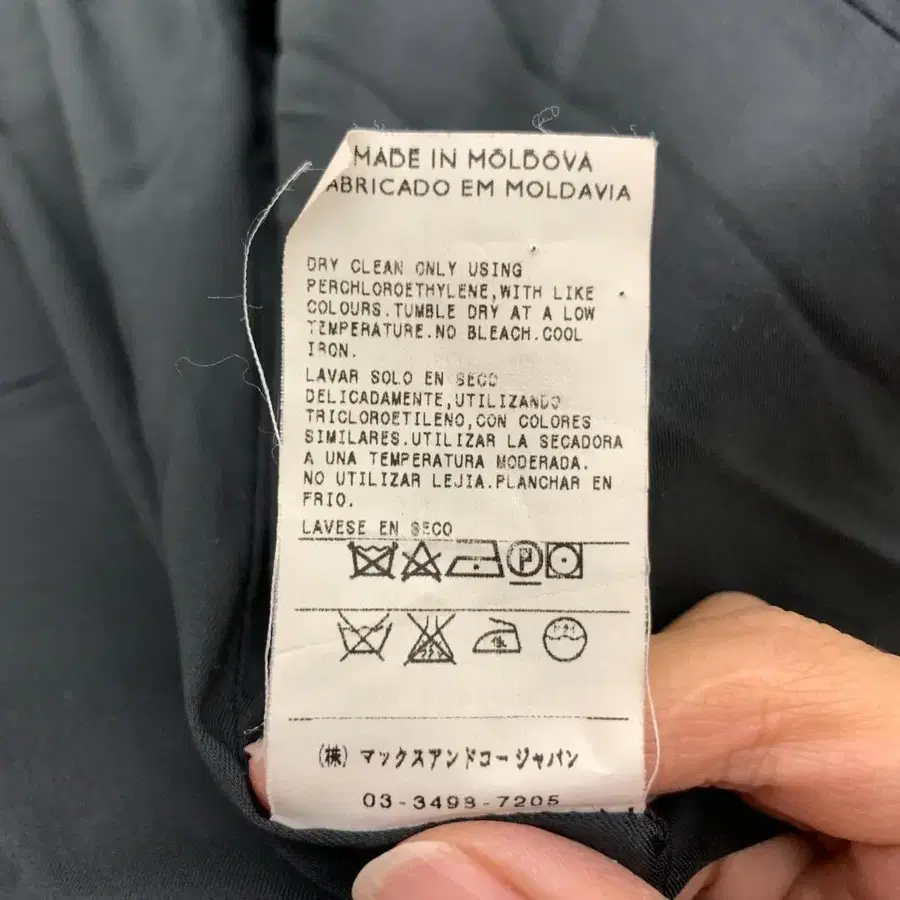 MADE IN MOLDOVA
ABRICADO EM MOLDAVIA
DRY CLEAN ONLY USING
PERCHLOROETHYLENE,WITH LIKE
COLOURS.TUMBLE DRY AT A LOW
TEMPERATURE.NO BLEACH.COOL
IRON.
LAVAR SOLO EN SECO
DELICADAMENTE,UTILIZANDO
TRICLOROETILENO,CON COLORES
SIMILARES.UTILIZAR LA SECADORA
A UNA TEMPERATURA MODERADA.
NO UTILIZAR LEJIA.PLANCHAR EN
FRIO.
LAVESE EN SECO
P
低
(株) マックスアンドコージャパン
03-3498-7205